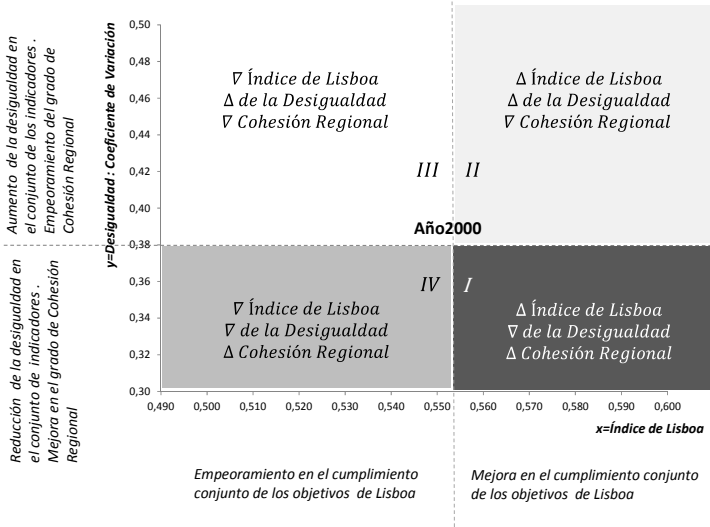 Aumento de la desigualdad en
el conjunto de los indicadores .
Empeoramiento del grado de
Cohesión Regional
Reducción de la desigualdad en
el conjunto de indicadores .
Mejora en el grado de Cohesión
Regional
y=Desigualdad : Coeficiente de Variación
0,50
0,48
0,46
0,44
0,42
0,40
0,38
0,36
0,34
0,32
0,30
∇ Índice de Lisboa
Δ de la Desigualdad
∇ Cohesión Regional
III
Δ Índice de Lisboa
Δ de la Desigualdad
∇ Cohesión Regional
II
Año2000
IV
∇ Índice de Lisboa
∇ de la Desigualdad
Δ Cohesión Regional
I
Δ Índice de Lisboa
∇ de la Desigualdad
Δ Cohesión Regional
0,490 0,500 0,510 0,520 0,530 0,540 0,550 0,560 0,570 0,580 0,590 0,600
x=Índice de Lisboa
Empeoramiento en el cumplimiento
conjunto de los objetivos de Lisboa
Mejora en el cumplimiento conjunto
de los objetivos de Lisboa